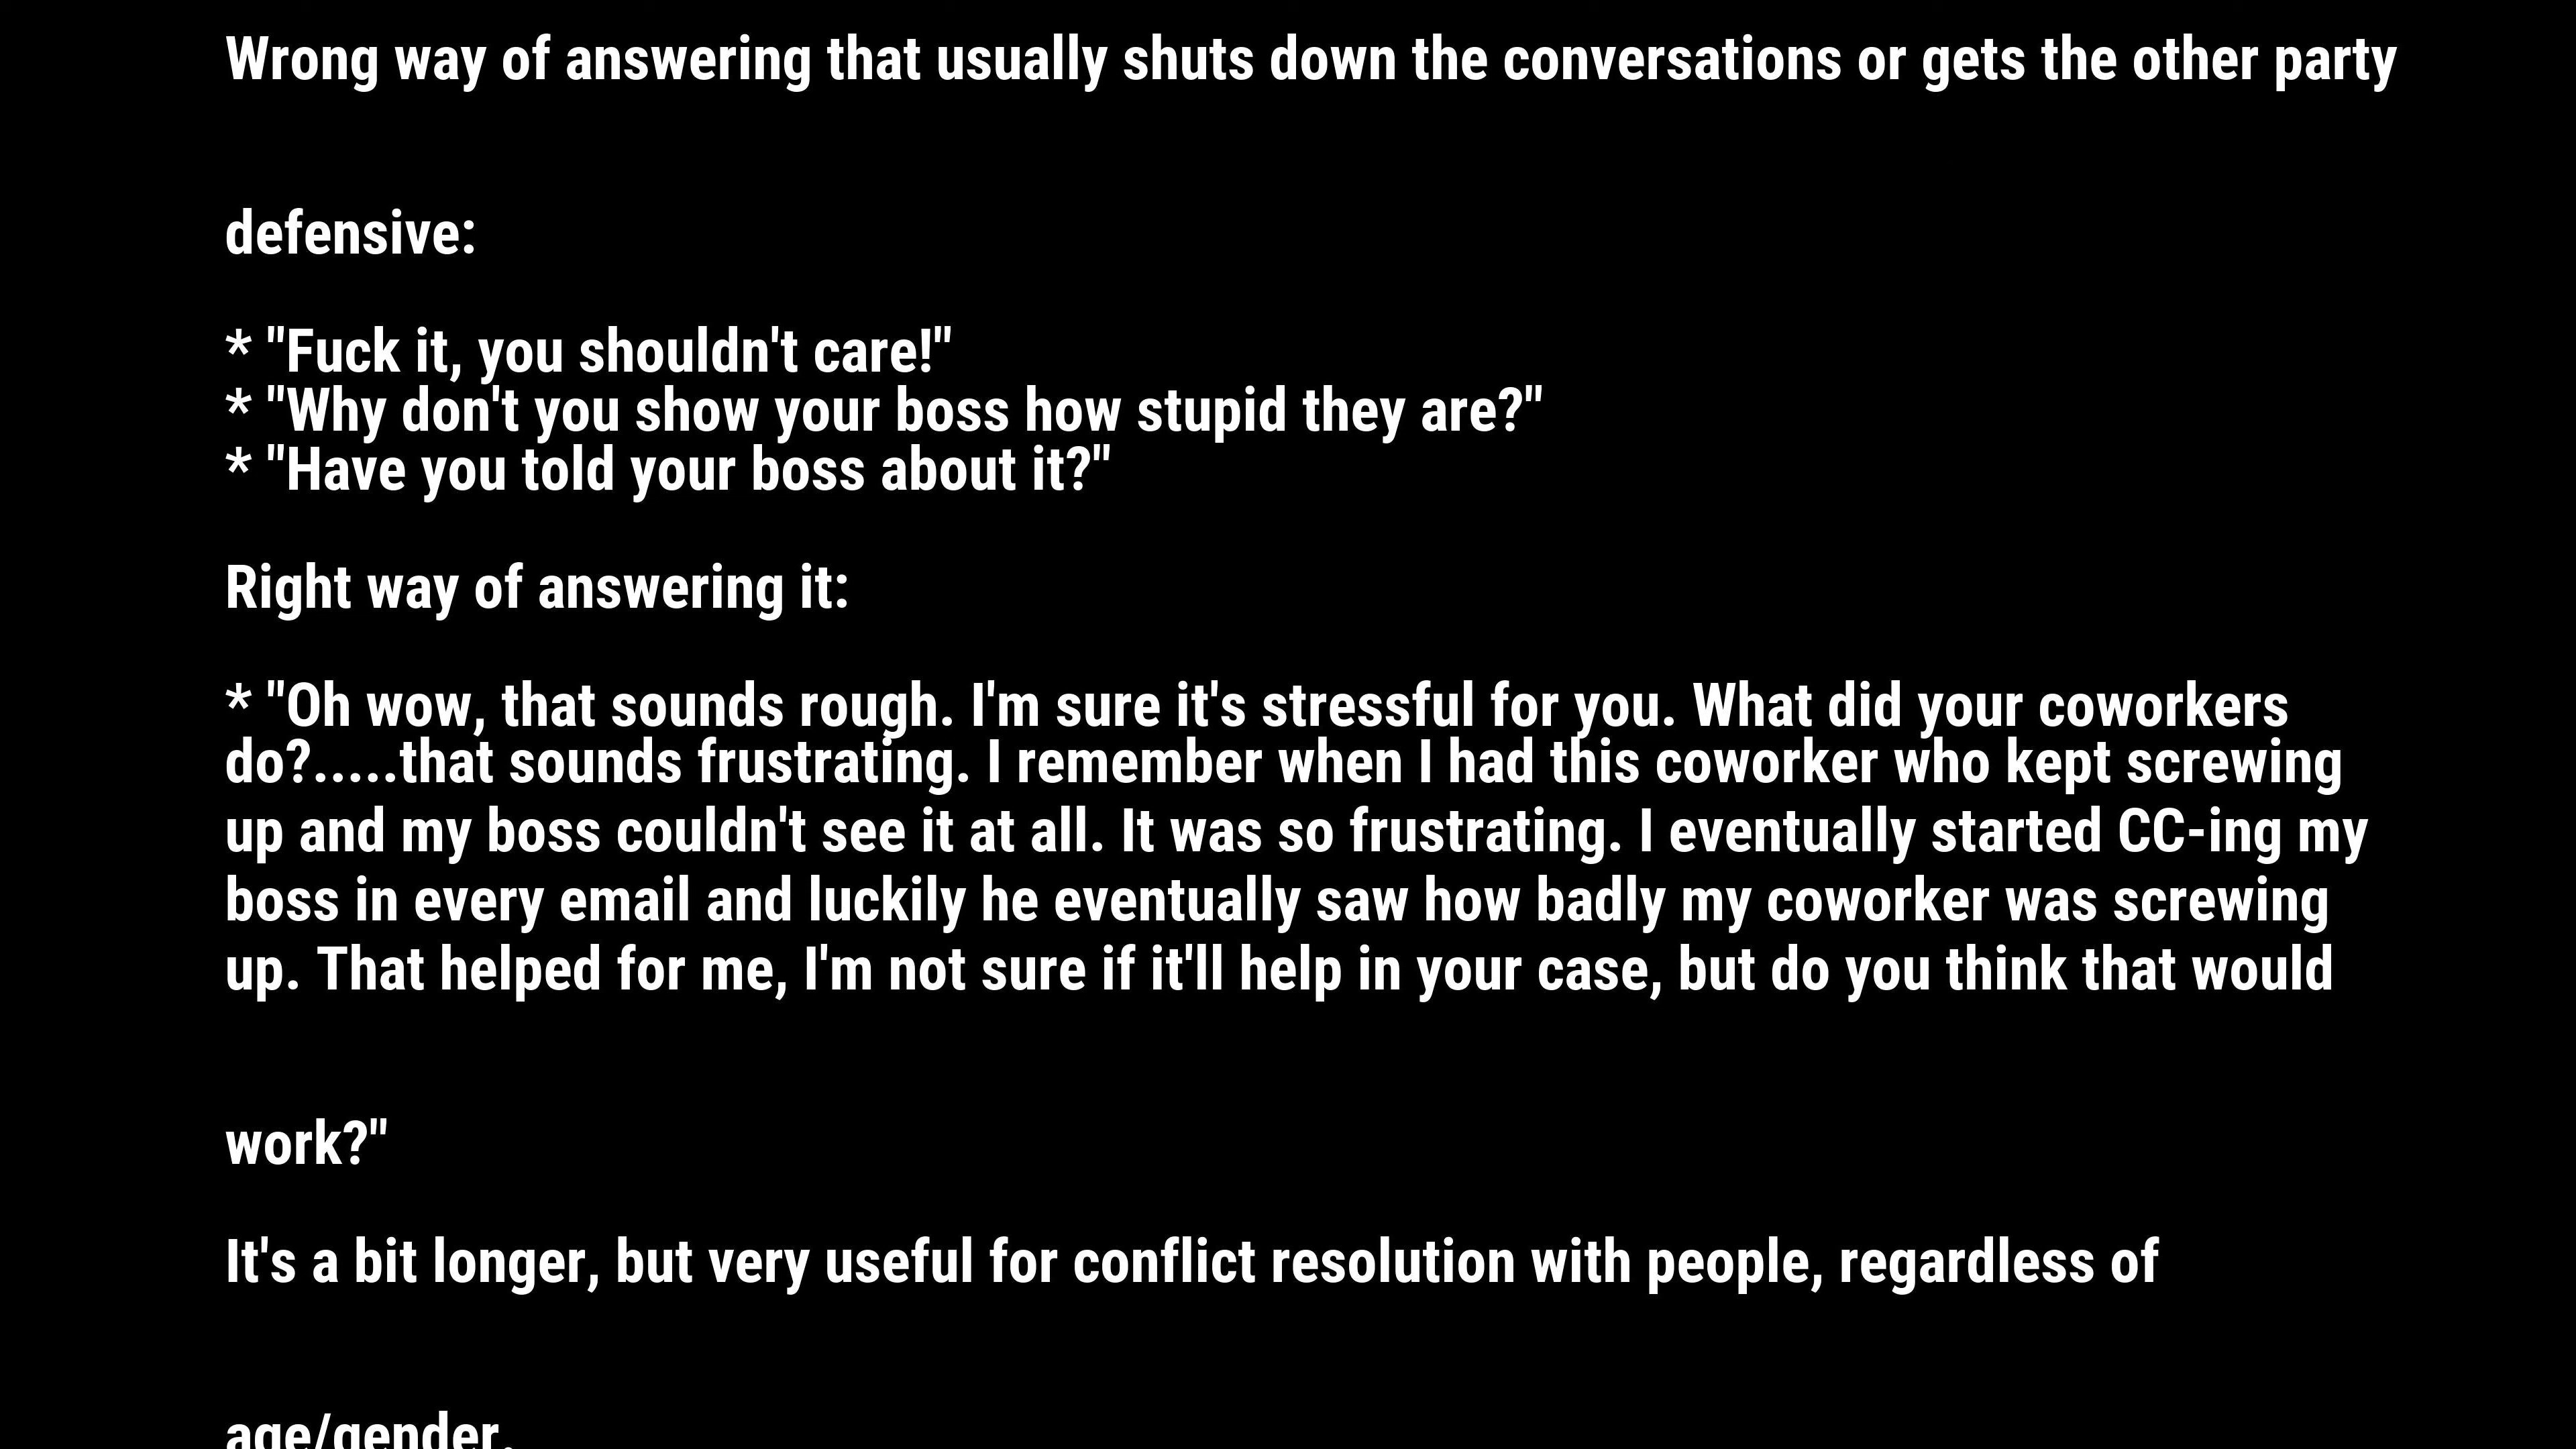 Wrong way of answering that usually shuts down the conversations or gets the other party
defensive:
* "Fuck it, you shouldn't care!"
* "Why don't you show your boss how stupid they are?"
* "Have you told your boss about it?"
Right way of answering it:
* "Oh wow, that sounds rough. I'm sure it's stressful for you. What did your coworkers
do?.....that sounds frustrating. I remember when I had this coworker who kept screwing
up and my boss couldn't see it at all. It was so frustrating. I eventually started CC-ing my
boss in every email and luckily he eventually saw how badly my coworker was screwing
up. That helped for me, I'm not sure if it'll help in your case, but do you think that would
work?"
It's a bit longer, but very useful for conflict resolution with people, regardless of
age/gender.